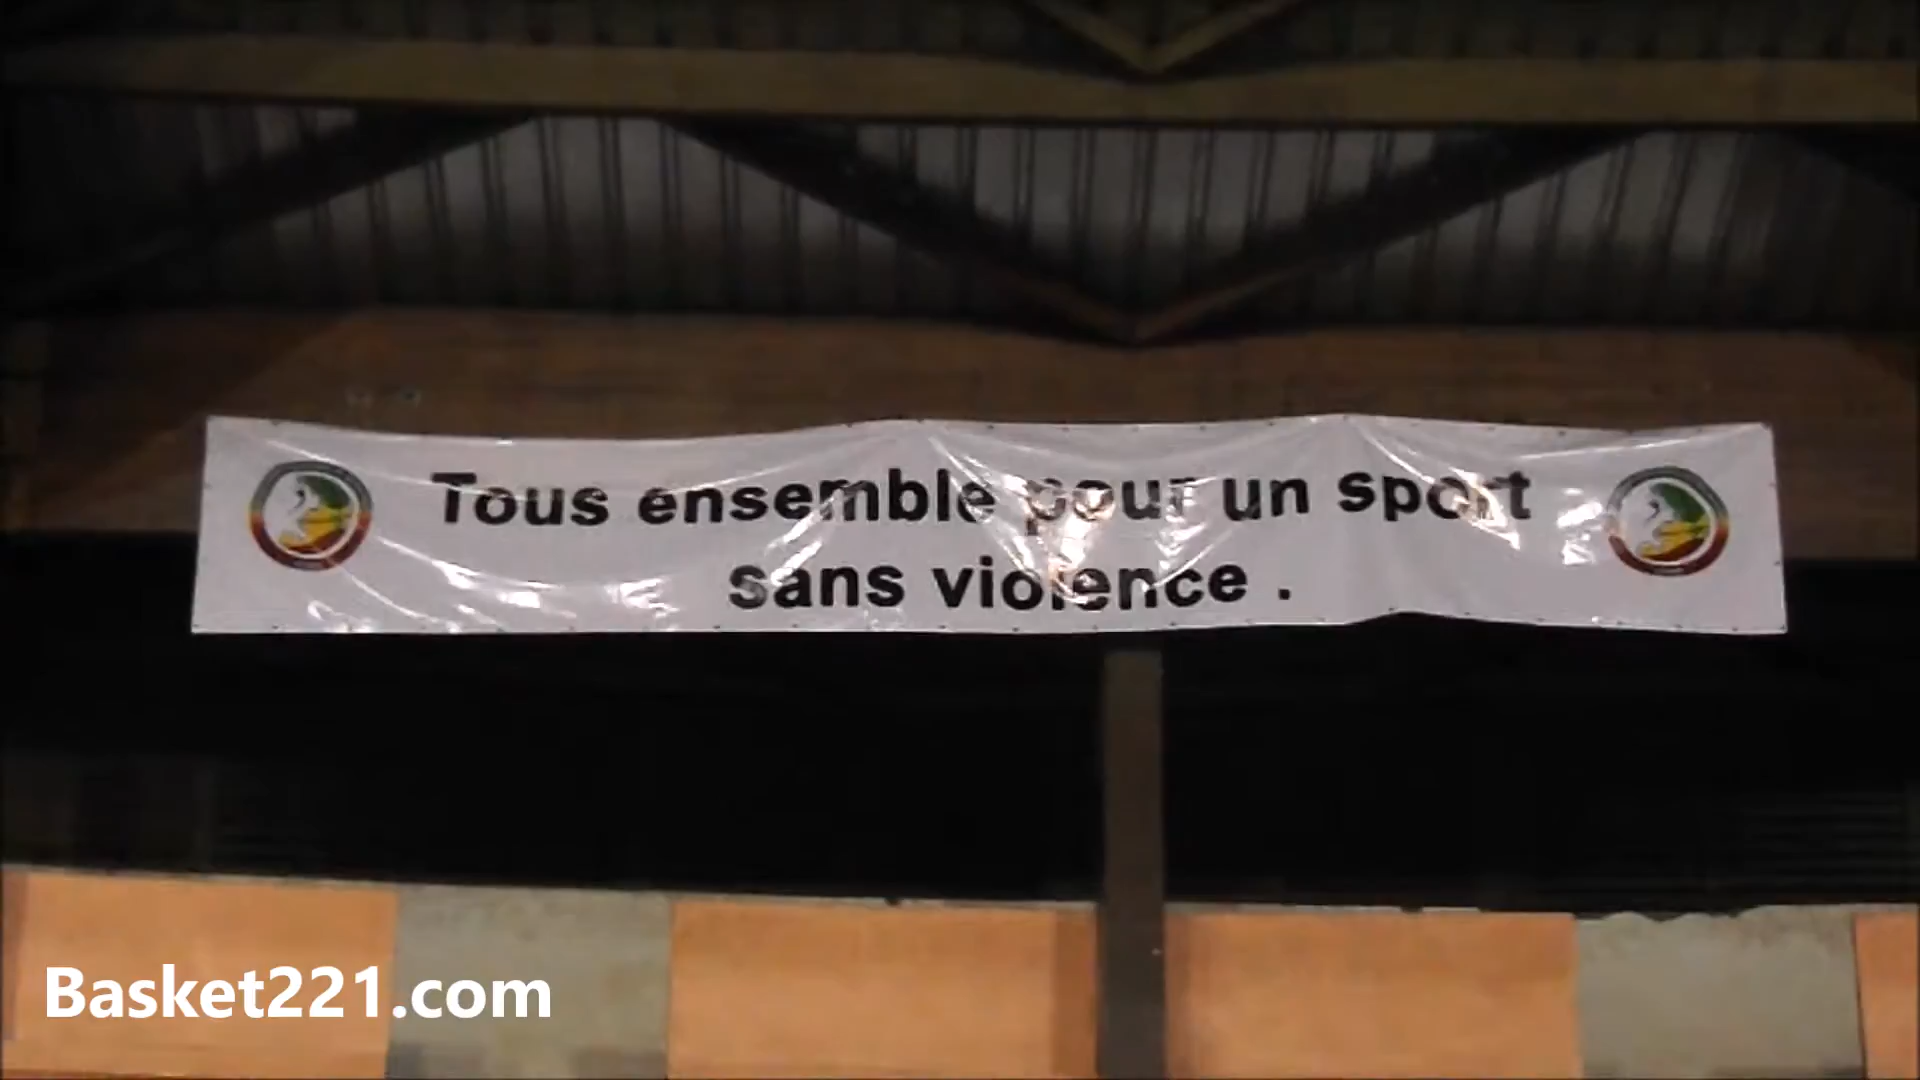 Tous ensemble pour un sport
sans violence .
Basket221.com